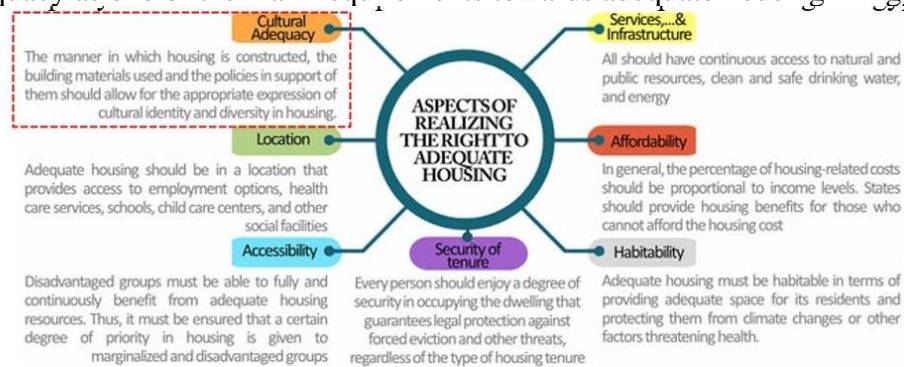 Cultural
Adequacy
The manner in which housing is constructed, the
building materials used and the policies in support of
them should allow for the appropriate expression of
cultural identity and diversity in housing.
Location
Adequate housing should be in a location that
provides access to employment options, health
care services, schools, child care centers, and other
social facilities
Accessibility
Disadvantaged groups must be able to fully and
continuously benefit from adequate housing
resources. Thus, it must be ensured that a certain
degree of priority in housing is given to
marginalized and disadvantaged groups
ASPECTS OF
REALIZING
THE RIGHT TO
ADEQUATE
HOUSING
Security of
tenure
Every person should enjoy a degree of
security in occupying the dwelling that
guarantees legal protection against
forced eviction and other threats,
regardless of the type of housing tenure
Services,...&
Infrastructure
All should have continuous access to natural and
public resources, clean and safe drinking water,
and energy
Affordability
In general, the percentage of housing-related costs
should be proportional to income levels. States
should provide housing benefits for those who
cannot afford the housing cost
Habitability
Adequate housing must be habitable in terms of
providing adequate space for its residents and
protecting them from climate changes or other
factors threatening health.